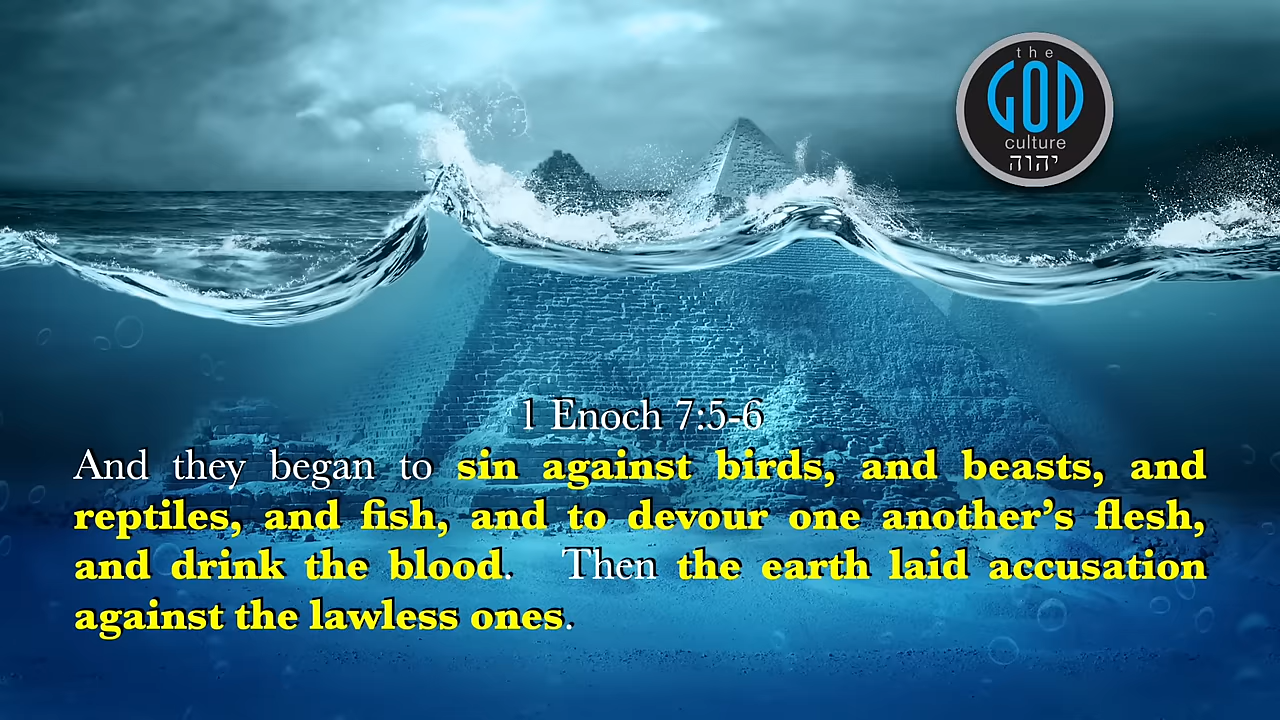 the
GOD
culture
יהוה
1 Enoch 7:5-6
And they began to sin against birds, and beasts, and
reptiles, and fish, and to devour one another’s flesh,
and drink the blood. Then the earth laid accusation
against the lawless ones.